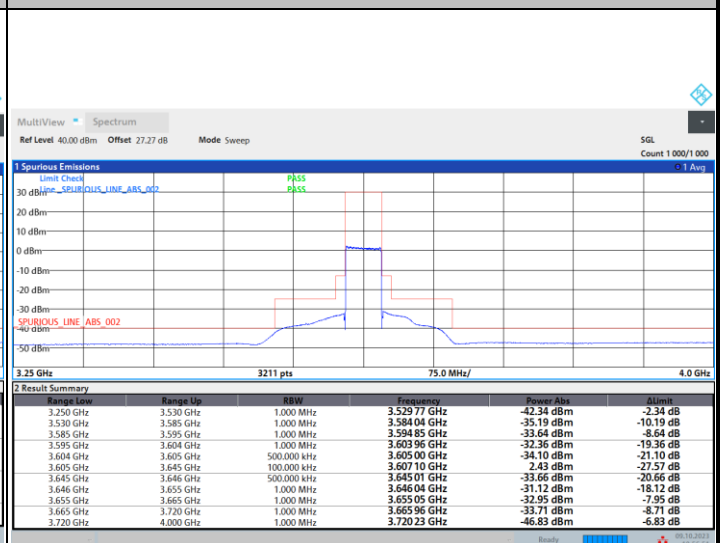 MultiView Spectrum
Ref Level 40.00 dBm Offset 27.27 dB Mode Sweep SGL
Count 1 000/1 000
1 Spurious Emissions 1 Avg
Limit Check PASS
Line _SPURIOUS_LINE_ABS_002 PASS
30 dBm
20 dBm
10 dBm
0 dBm
-10 dBm
-20 dBm
-30 dBm
_SPURIOUS_LINE_ABS_002
-40 dBm
-50 dBm
3.25 GHz 3211 pts 75.0 MHz/ 4.0 GHz
2 Result Summary
Range Low Range Up RBW Frequency Power Abs ΔLimit
3.250 GHz 3.530 GHz 1.000 MHz 3.529 77 GHz -42.34 dBm -2.34 dB
3.530 GHz 3.585 GHz 1.000 MHz 3.584 04 GHz -35.19 dBm -10.19 dB
3.585 GHz 3.595 GHz 1.000 MHz 3.594 85 GHz -33.64 dBm -8.64 dB
3.595 GHz 3.604 GHz 1.000 MHz 3.603 96 GHz -32.36 dBm -19.36 dB
3.604 GHz 3.605 GHz 500.000 kHz 3.605 00 GHz -34.10 dBm -21.10 dB
3.605 GHz 3.645 GHz 100.000 kHz 3.607 10 GHz 2.43 dBm -27.57 dB
3.645 GHz 3.646 GHz 500.000 kHz 3.645 01 GHz -33.66 dBm -20.66 dB
3.646 GHz 3.655 GHz 1.000 MHz 3.646 04 GHz -31.12 dBm -18.12 dB
3.655 GHz 3.665 GHz 1.000 MHz 3.655 05 GHz -32.95 dBm -7.95 dB
3.665 GHz 3.720 GHz 1.000 MHz 3.665 96 GHz -33.71 dBm -8.71 dB
3.720 GHz 4.000 GHz 1.000 MHz 3.720 23 GHz -46.83 dBm -6.83 dB
Ready 09.10.2023